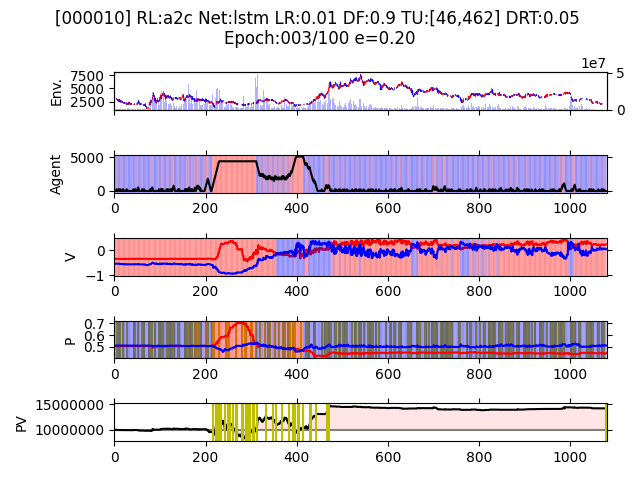 [000010] RL:a2c Net:lstm LR:0.01 DF:0.9 TU:[46,462] DRT:0.05
Epoch:003/100 e=0.20
1e7
Env.
7500
5000
2500
5
0
Agent
5000
0
0 200 400 600 800 1000
V
0
−1
0 200 400 600 800 1000
P
0.7
0.6
0.5
0 200 400 600 800 1000
PV
15000000
10000000
0 200 400 600 800 1000